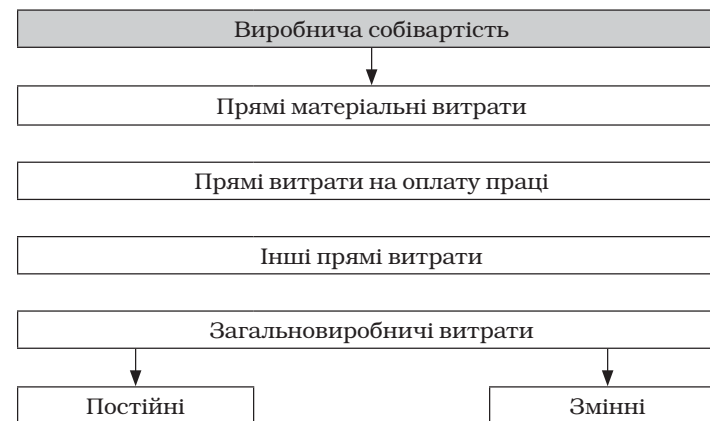 Виробнича собівартість
Прямі матеріальні витрати
Прямі витрати на оплату праці
Інші прямі витрати
Загальновиробничі витрати
Постійні
Змінні